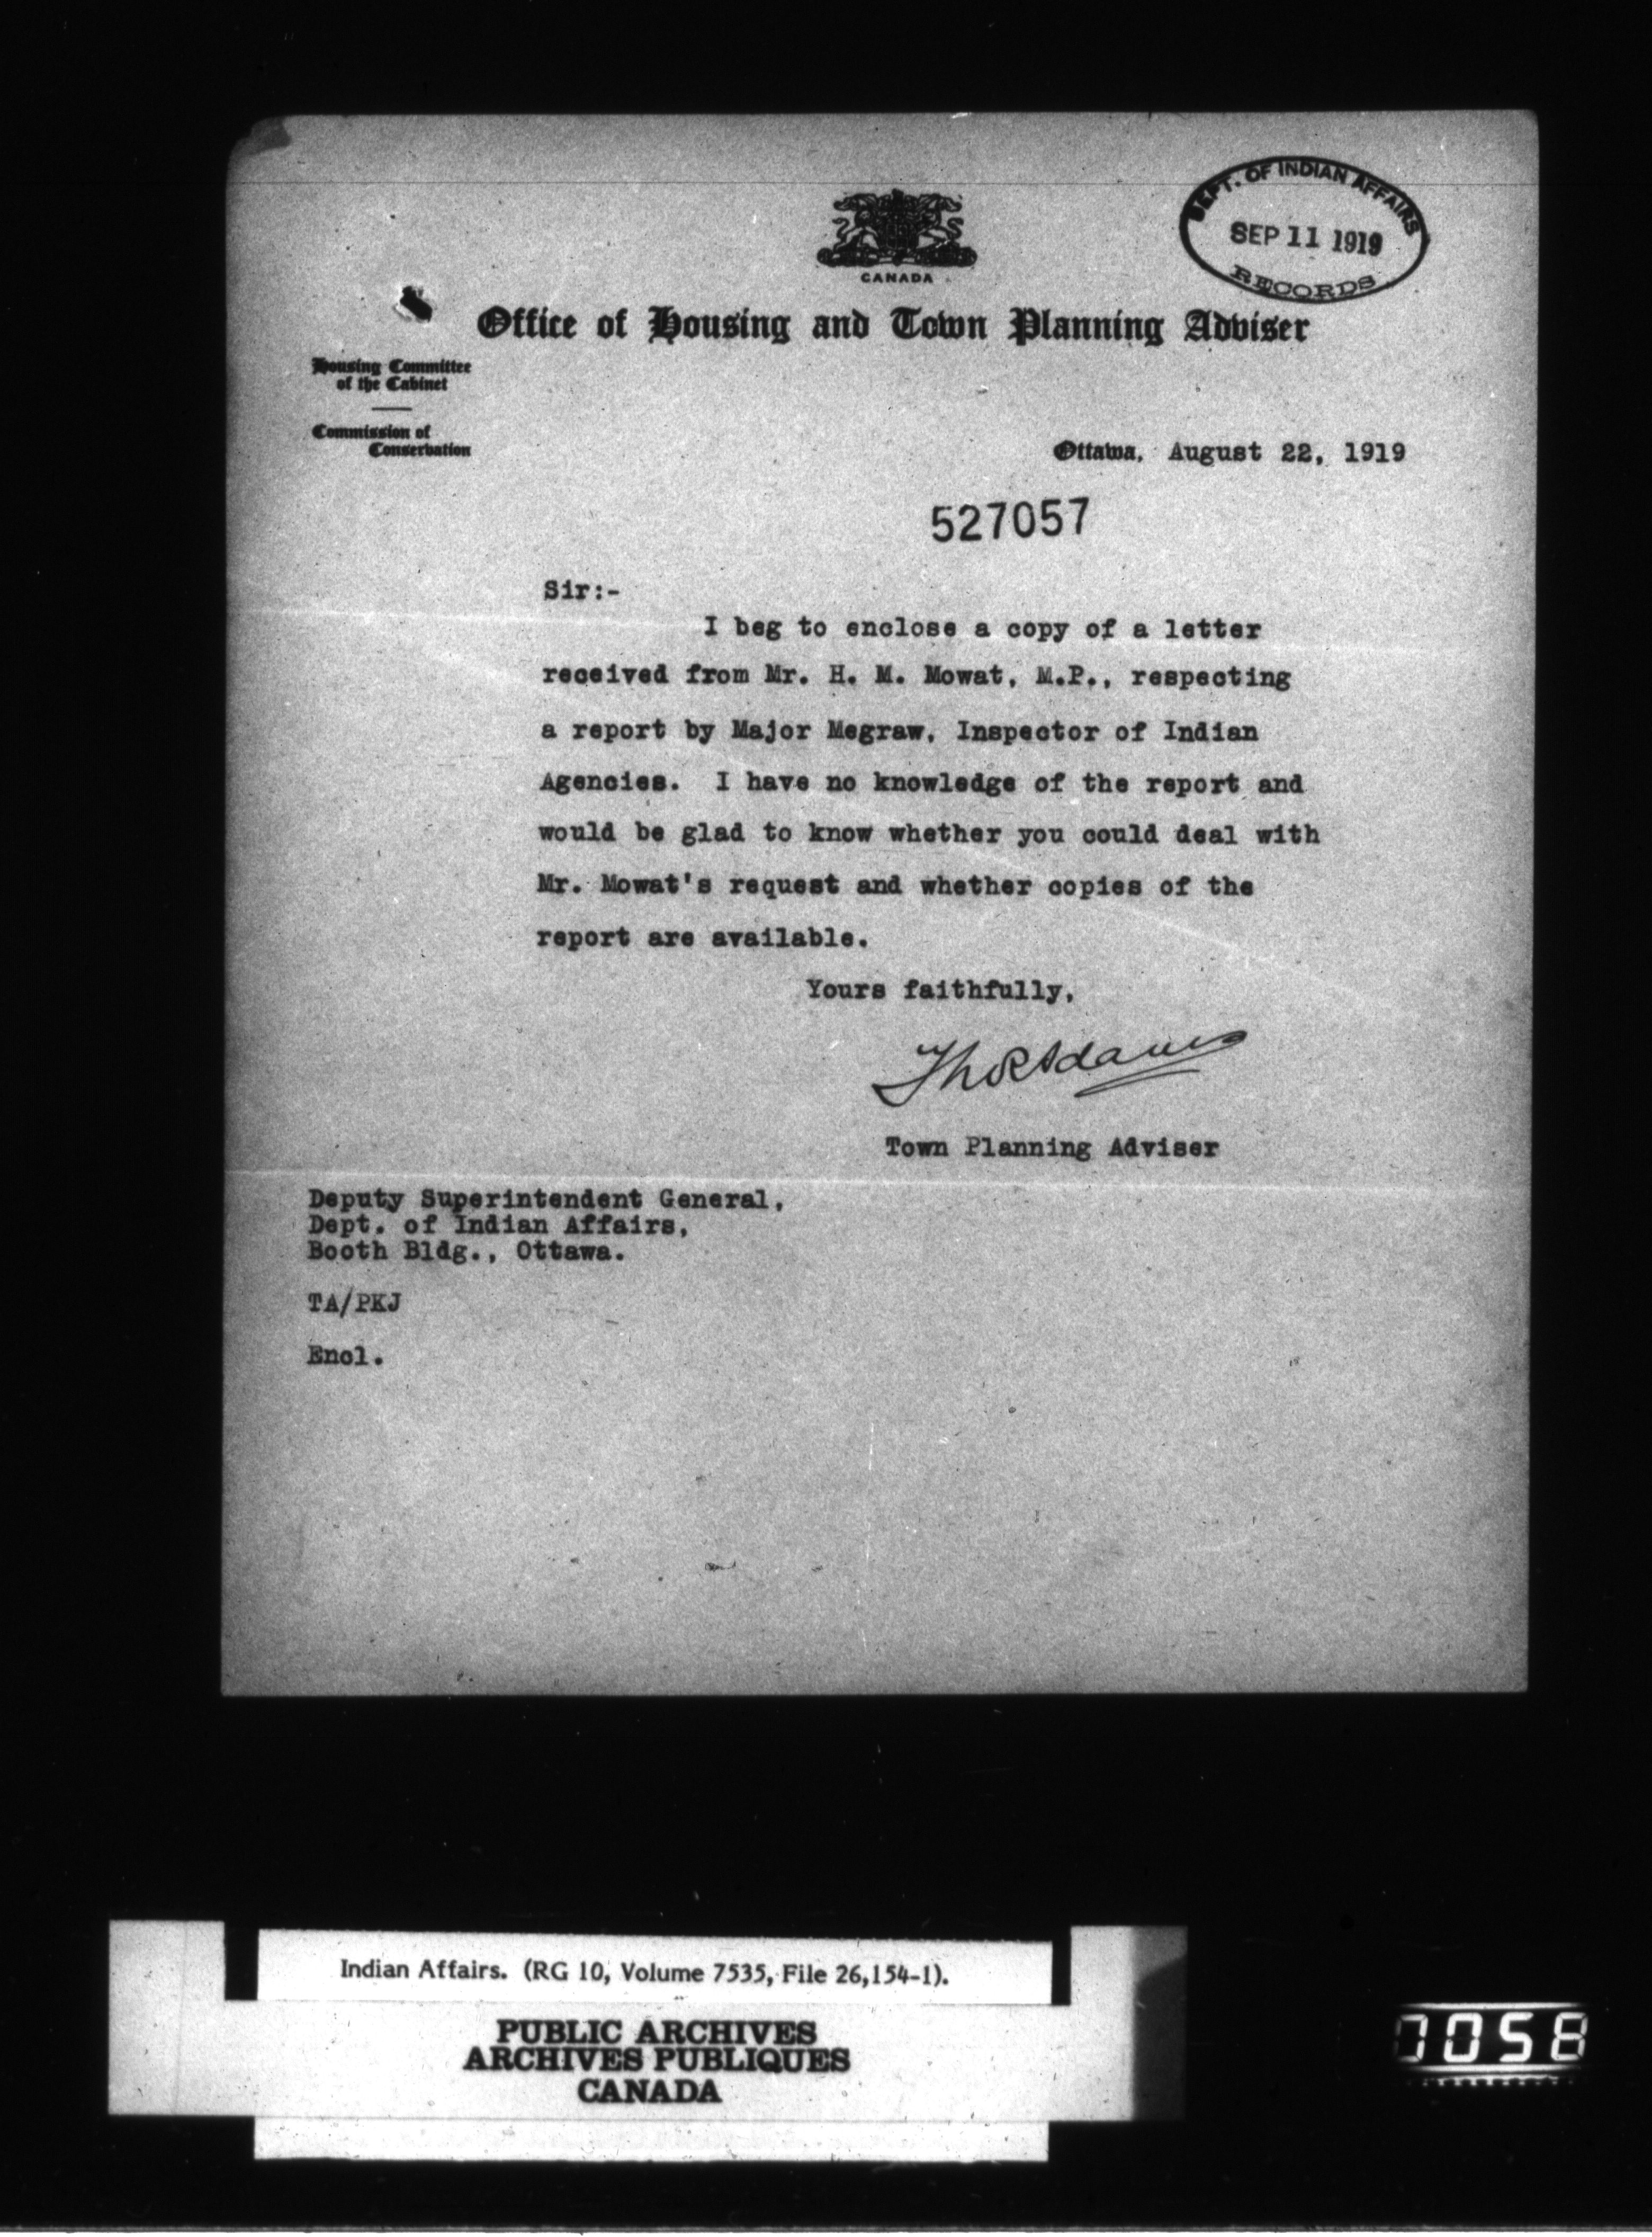 DEPT. OF INDIAN AFFAIRS
SEP 11 1919
RECORDS
CANADA
Office of Housing and Town Planning Adviser
Housing Committee
of the Cabinet
Commission of
Conservation
Ottawa, August 22, 1919
527057
Sir:-
I beg to enclose a copy of a letter
received from Mr. H. M. Mowat, M.P., respecting
a report by Major Megraw, Inspector of Indian
Agencies. I have no knowledge of the report and
would be glad to know whether you could deal with
Mr. Mowat's request and whether copies of the
report are available.
Yours faithfully,
Thos Adams
Town Planning Adviser
Deputy Superintendent General,
Dept. of Indian Affairs,
Booth Bldg., Ottawa.
TA/PKJ
Encl.
Indian Affairs. (RG 10, Volume 7535, File 26,154-1).
PUBLIC ARCHIVES
ARCHIVES PUBLIQUES
CANADA
0058